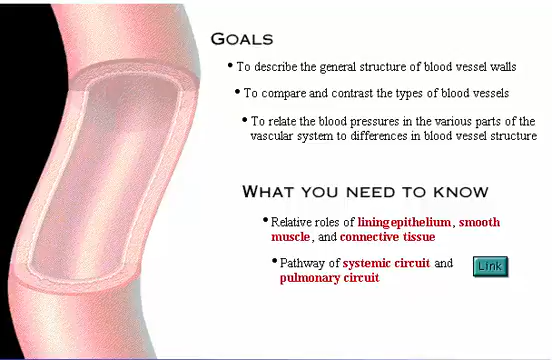 GOALS
• To describe the general structure of blood vessel walls
• To compare and contrast the types of blood vessels
• To relate the blood pressures in the various parts of the
vascular system to differences in blood vessel structure
WHAT YOU NEED TO KNOW
• Relative roles of lining epithelium, smooth
muscle, and connective tissue
• Pathway of systemic circuit and
pulmonary circuit
Link